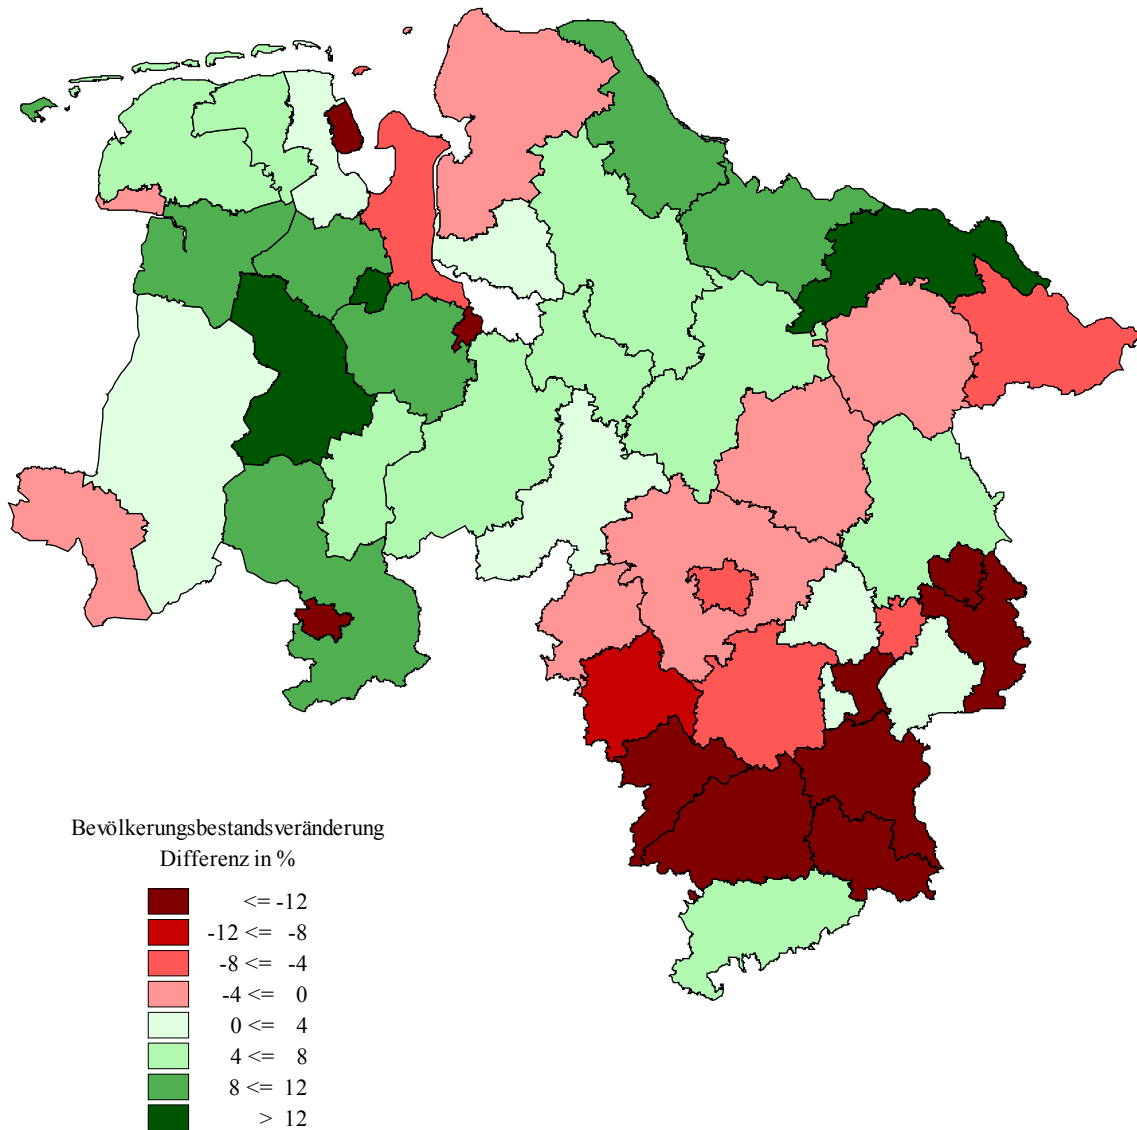 Bevölkerungsbestandsveränderung
Differenz in %
<= -12
-12 <= -8
-8 <= -4
-4 <= 0
0 <= 4
4 <= 8
8 <= 12
> 12